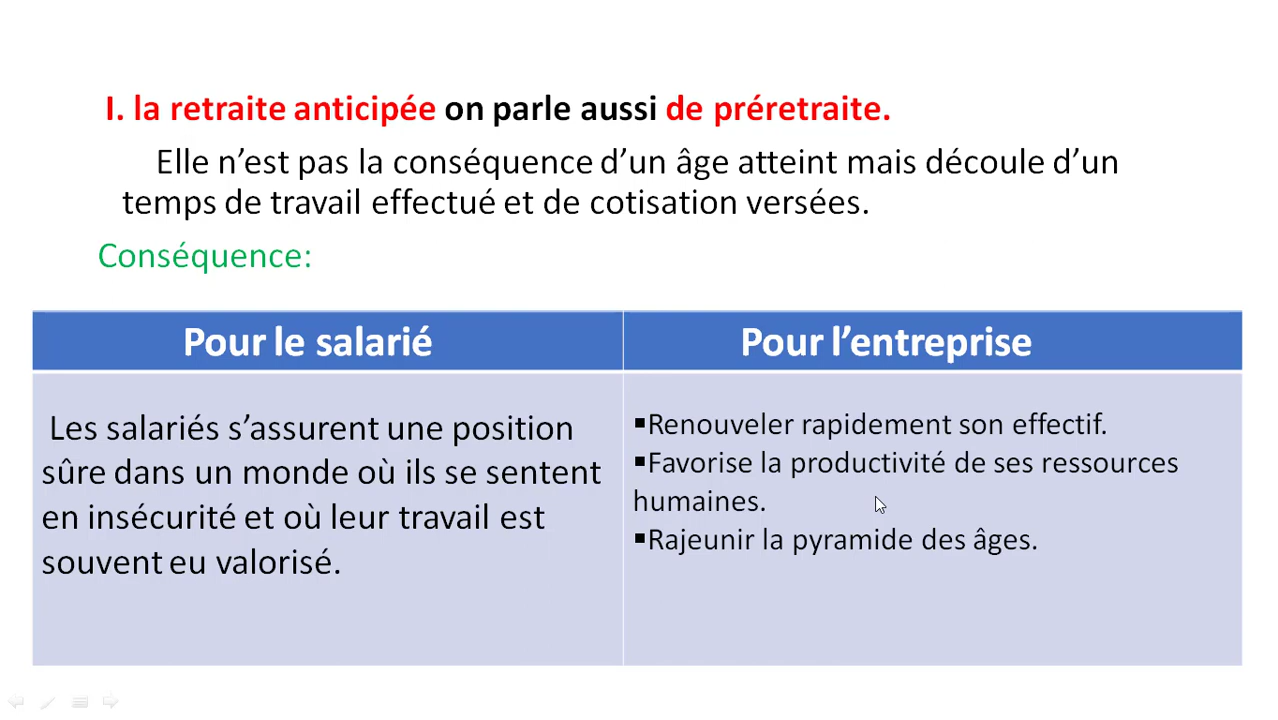 I. la retraite anticipée on parle aussi de préretraite.
Elle n’est pas la conséquence d’un âge atteint mais découle d’un
temps de travail effectué et de cotisation versées.
Conséquence:
Pour le salarié
Pour l’entreprise
Les salariés s’assurent une position
sûre dans un monde où ils se sentent
en insécurité et où leur travail est
souvent eu valorisé.
▪Renouveler rapidement son effectif.
▪Favorise la productivité de ses ressources
humaines.
▪Rajeunir la pyramide des âges.